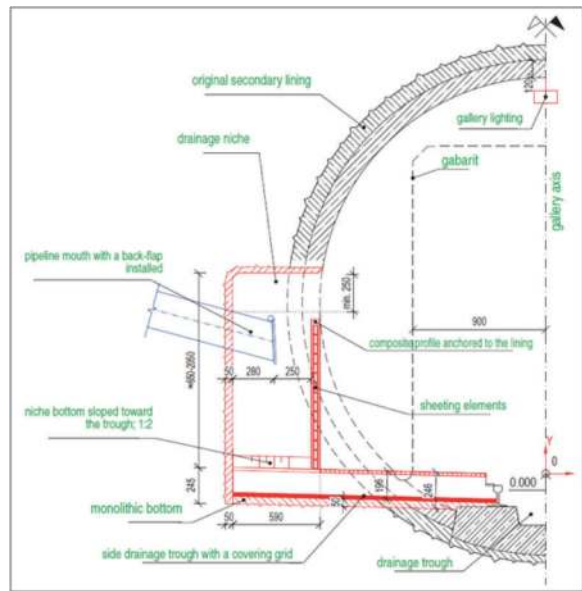 original secondary lining
120
gallery lighting
drainage niche
gabarit
gallery axis
pipeline mouth with a back-flap
installed
min. 250
900
composite profile anchored to the lining
50
280
250
niche bottom sloped toward
the trough; 1:2
sheeting elements
Y
0
0.000
245
196
246
50
monolithic bottom
50
590
side drainage trough with a covering grid
drainage trough